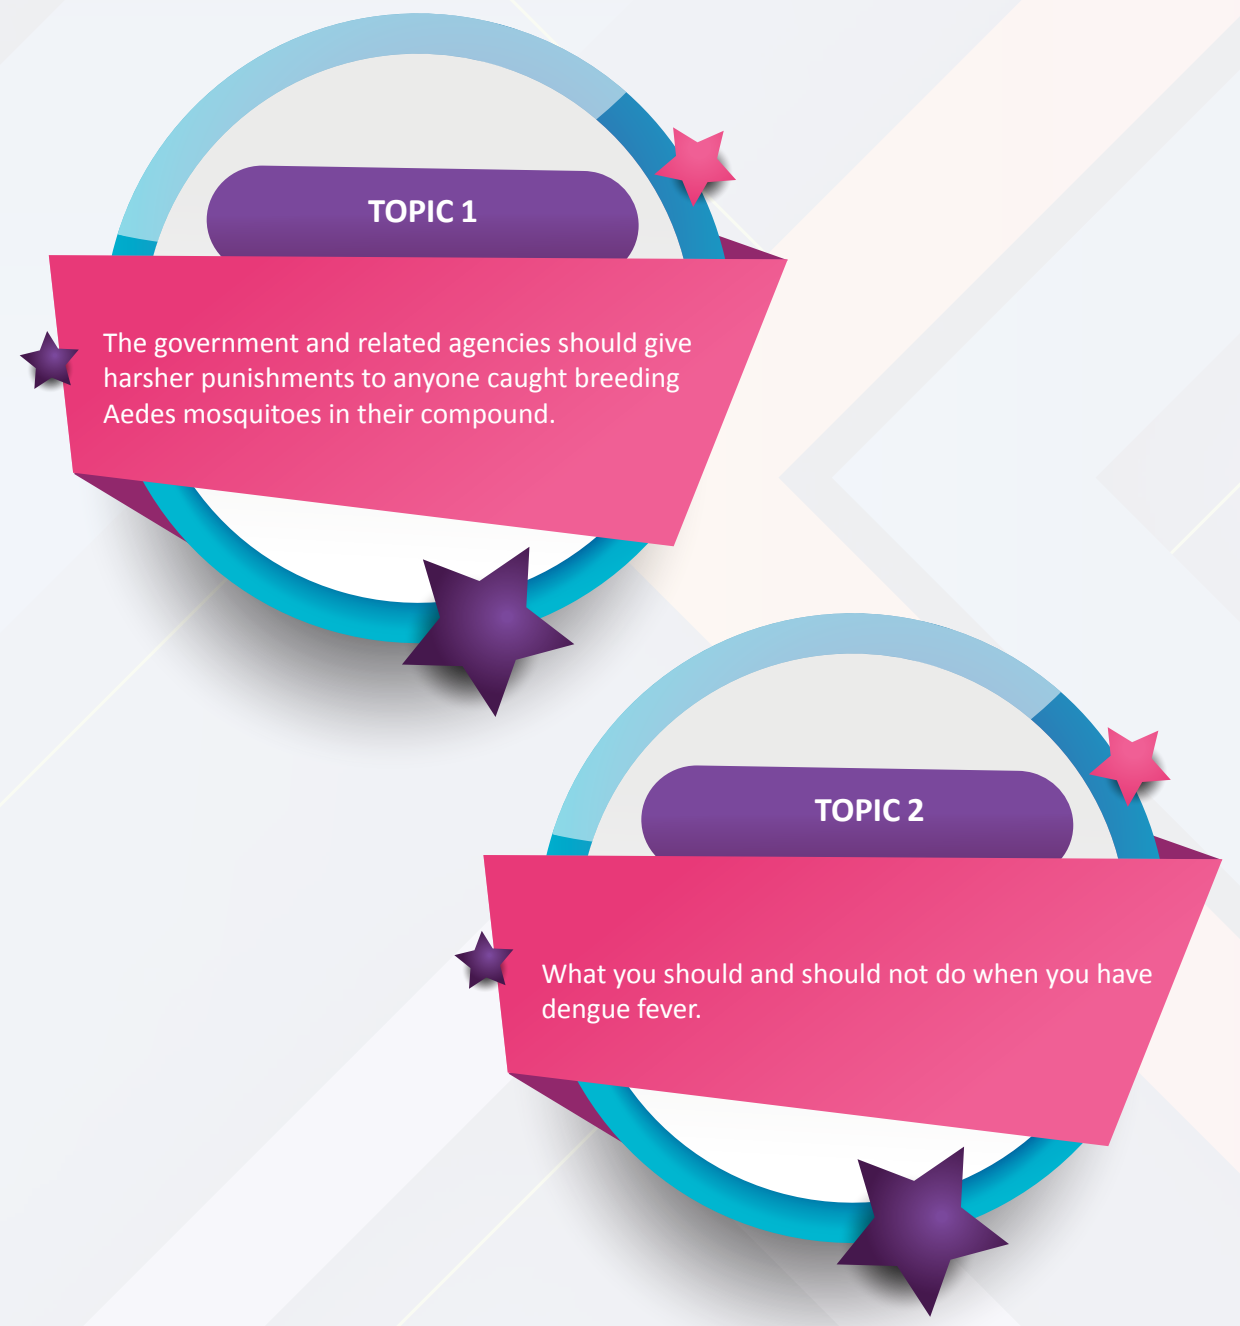 TOPIC 1
The government and related agencies should give
harsher punishments to anyone caught breeding
Aedes mosquitoes in their compound.
TOPIC 2
What you should and should not do when you have
dengue fever.